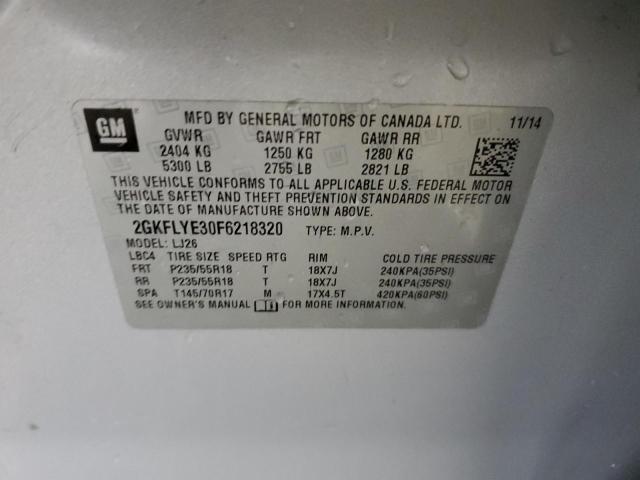 GM
MFD BY GENERAL MOTORS OF CANADA LTD. 11/14
GVWR GAWR FRT GAWR RR
2404 KG 1250 KG 1280 KG
5300 LB 2755 LB 2821 LB
THIS VEHICLE CONFORMS TO ALL APPLICABLE U.S. FEDERAL MOTOR
VEHICLE SAFETY AND THEFT PREVENTION STANDARDS IN EFFECT ON
THE DATE OF MANUFACTURE SHOWN ABOVE.
2GKFLYE30F6218320 TYPE: M.P.V.
MODEL: LJ26
LBC4 TIRE SIZE SPEED RTG RIM COLD TIRE PRESSURE
FRT P235/55R18 T 18X7J 240KPA(35PSI)
RR P235/55R18 T 18X7J 240KPA(35PSI)
SPA T145/70R17 M 17X4.5T 420KPA(60PSI)
SEE OWNER'S MANUAL FOR MORE INFORMATION.